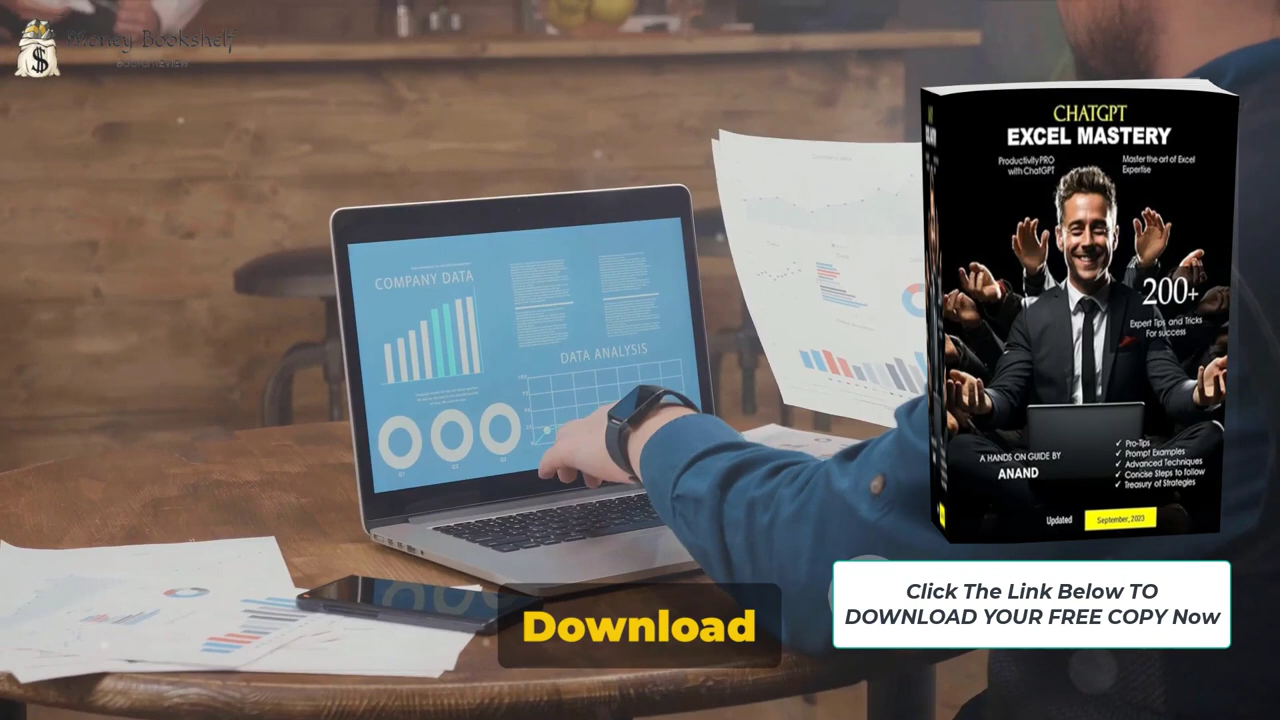 Money Bookshelf
BOOKS REVIEW
CHATGPT
EXCEL MASTERY
Productivity PRO
with ChatGPT
Master the art of Excel
Expertise
200+
Expert Tips and Tricks
For success
✓ Pro-Tips
✓ Prompt Examples
✓ Advanced Techniques
✓ Concise Steps to follow
✓ Treasury of Strategies
A HANDS ON GUIDE BY
ANAND
Updated
September, 2023
COMPANY DATA
DATA ANALYSIS
Click The Link Below TO
DOWNLOAD YOUR FREE COPY Now
Download